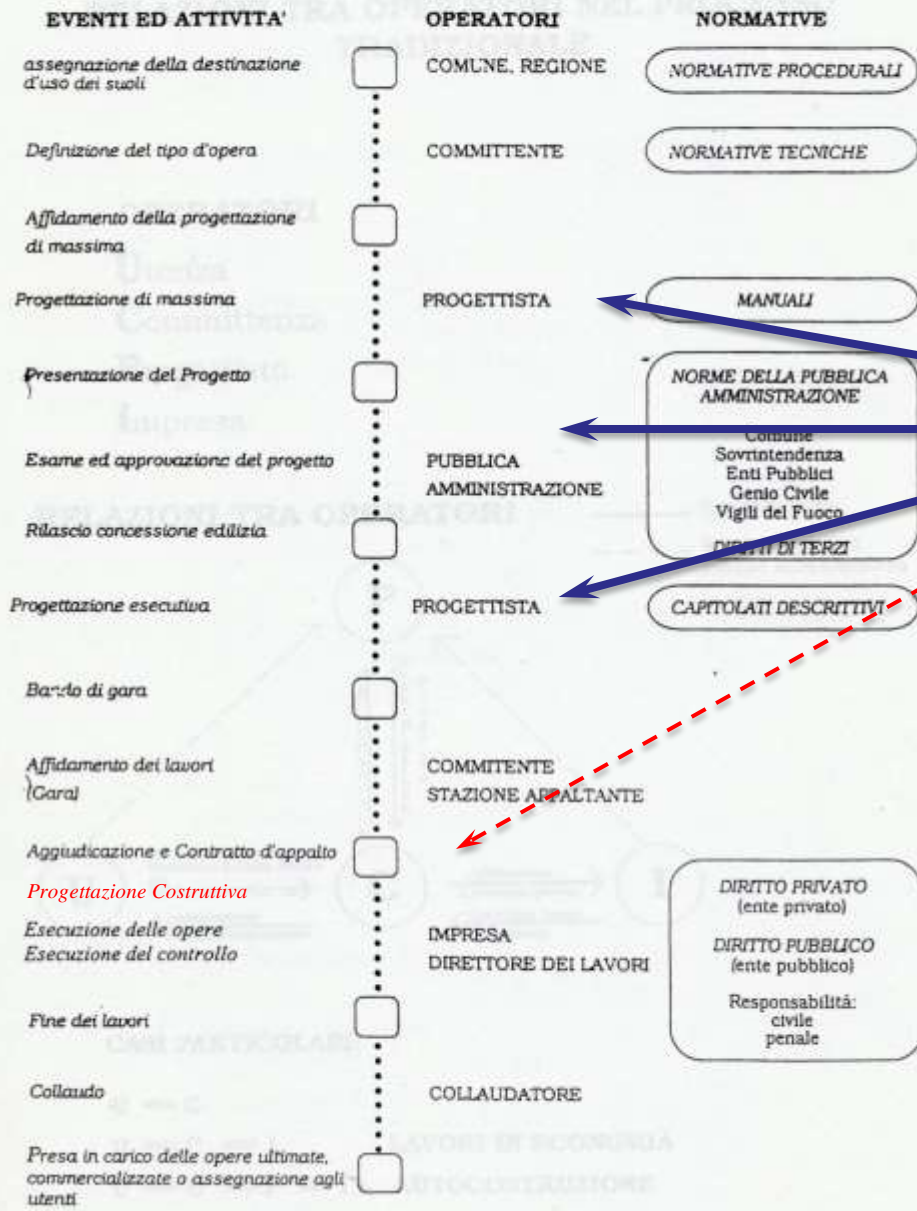 EVENTI ED ATTIVITA' OPERATORI NORMATIVE
assegnazione della destinazione
d'uso dei suoli
COMUNE, REGIONE
NORMATIVE PROCEDURALI
Definizione del tipo d'opera
COMMITTENTE
NORMATIVE TECNICHE
Affidamento della progettazione
di massima
Progettazione di massima
PROGETTISTA
MANUALI
Presentazione del Progetto
NORME DELLA PUBBLICA
AMMINISTRAZIONE
Comune
Sovrintendenza
Enti Pubblici
Genio Civile
Vigili del Fuoco
DIRITTI DI TERZI
Esame ed approvazione del progetto
PUBBLICA
AMMINISTRAZIONE
Rilascio concessione edilizia
Progettazione esecutiva
PROGETTISTA
CAPITOLATI DESCRITTIVI
Bando di gara
Affidamento dei lavori
(Gara)
COMMITENTE
STAZIONE APPALTANTE
Aggiudicazione e Contratto d'appalto
Progettazione Costruttiva
Esecuzione delle opere
Esecuzione del controllo
IMPRESA
DIRETTORE DEI LAVORI
DIRITTO PRIVATO
(ente privato)
DIRITTO PUBBLICO
(ente pubblico)
Responsabilità:
civile
penale
Fine dei lavori
Collaudo
COLLAUDATORE
Presa in carico delle opere ultimate,
commercializzate o assegnazione agli
utenti